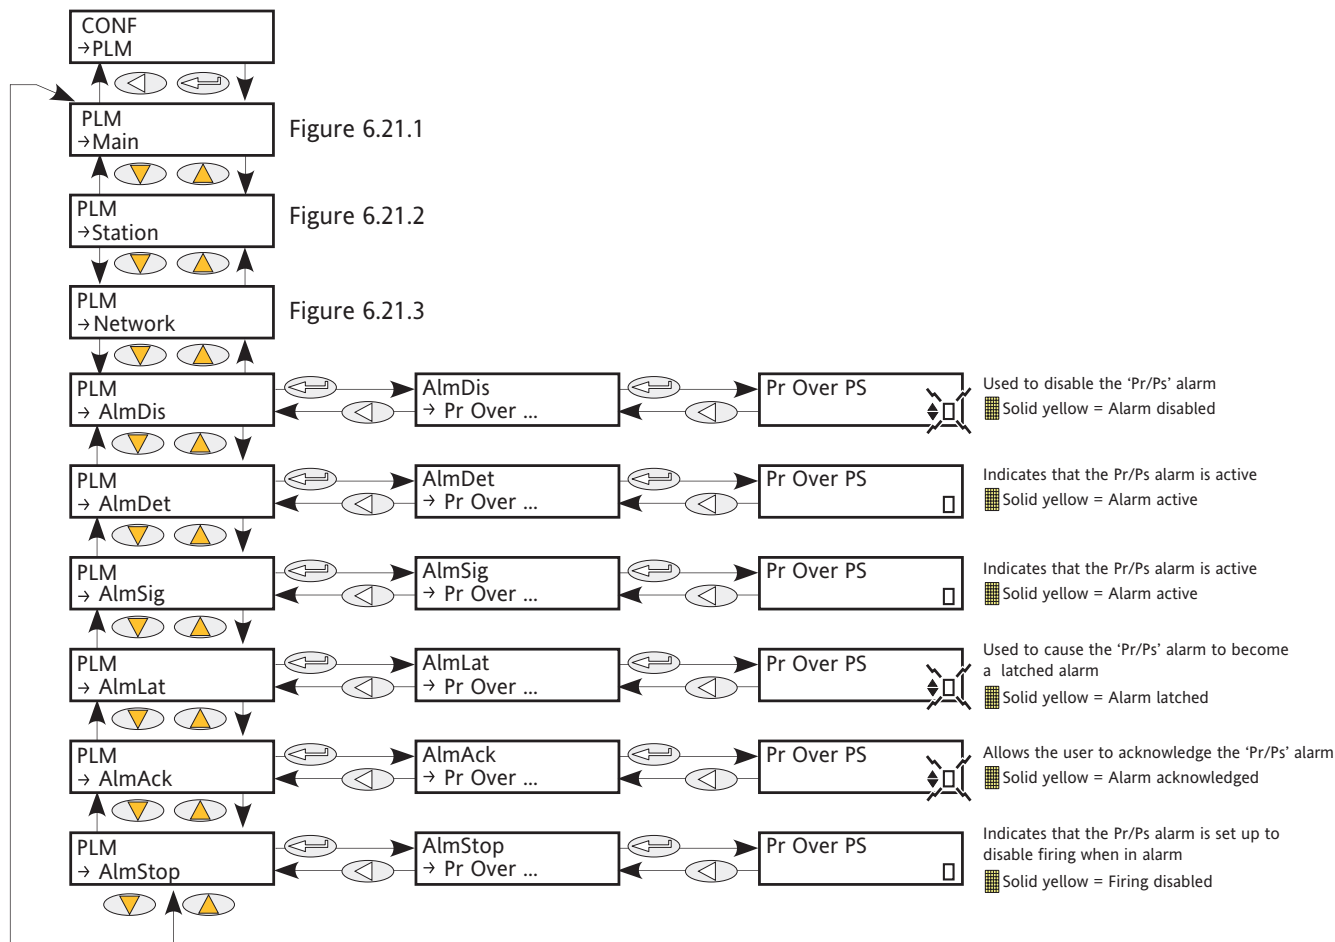 CONF
→PLM
PLM
→Main
Figure 6.21.1
PLM
→Station
Figure 6.21.2
PLM
→Network
Figure 6.21.3
PLM
→ AlmDis
AlmDis
→ Pr Over ...
Pr Over PS
Used to disable the ‘Pr/Ps’ alarm
Solid yellow = Alarm disabled
PLM
→ AlmDet
AlmDet
→ Pr Over ...
Pr Over PS
Indicates that the Pr/Ps alarm is active
Solid yellow = Alarm active
PLM
→ AlmSig
AlmSig
→ Pr Over ...
Pr Over PS
Indicates that the Pr/Ps alarm is active
Solid yellow = Alarm active
PLM
→ AlmLat
AlmLat
→ Pr Over ...
Pr Over PS
Used to cause the ‘Pr/Ps’ alarm to become
a latched alarm
Solid yellow = Alarm latched
PLM
→ AlmAck
AlmAck
→ Pr Over ...
Pr Over PS
Allows the user to acknowledge the ‘Pr/Ps’ alarm
Solid yellow = Alarm acknowledged
PLM
→ AlmStop
AlmStop
→ Pr Over ...
Pr Over PS
Indicates that the Pr/Ps alarm is set up to
disable firing when in alarm
Solid yellow = Firing disabled